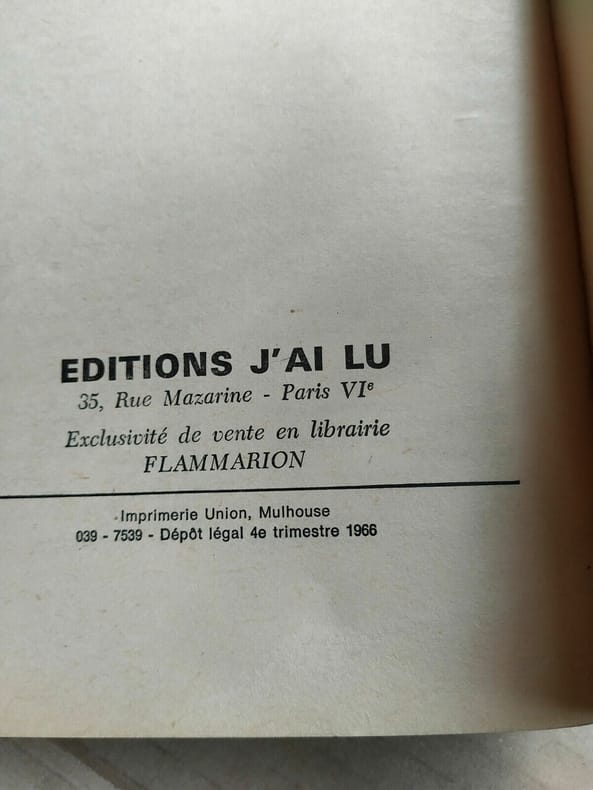 EDITIONS J'AI LU
35, Rue Mazarine - Paris VIᵉ
Exclusivité de vente en librairie
FLAMMARION
Imprimerie Union, Mulhouse
039 - 7539 - Dépôt légal 4e trimestre 1966